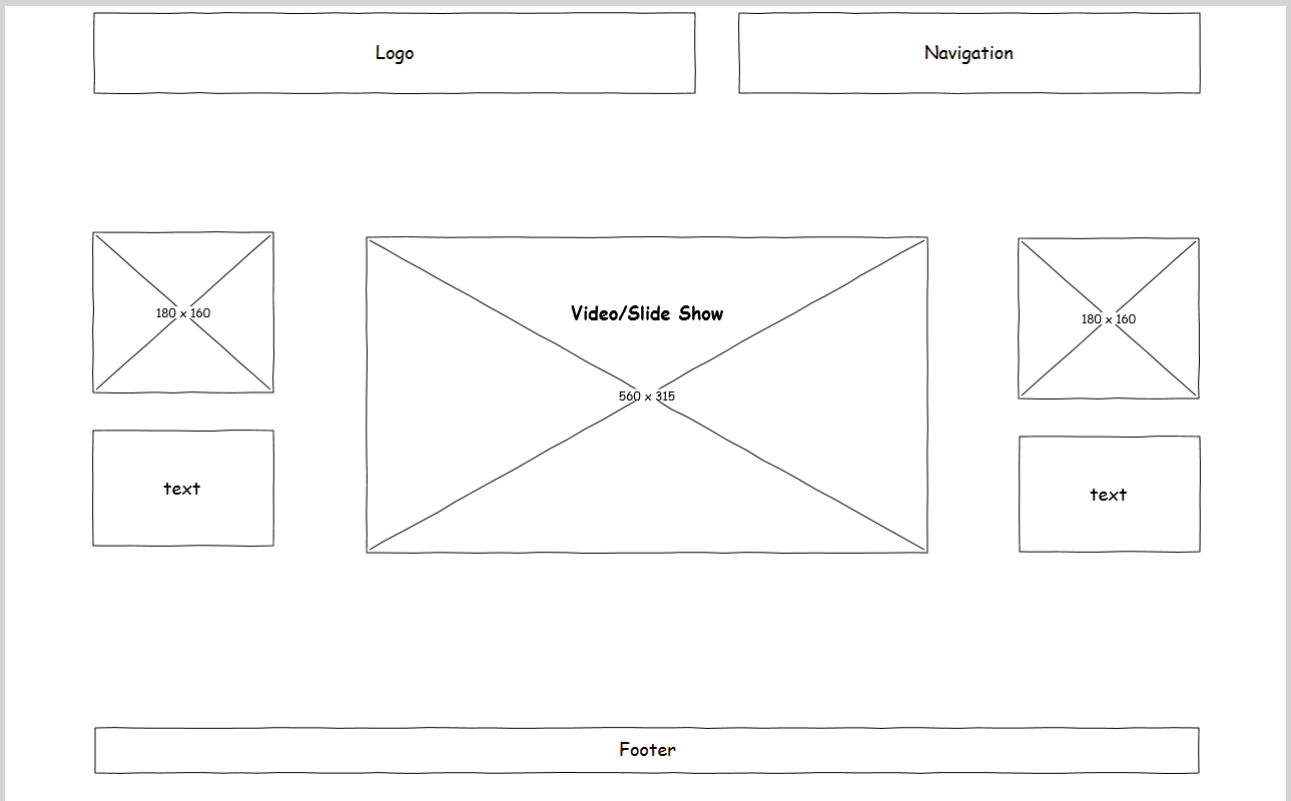 Logo
Navigation
180 x 160
Video/Slide Show
560 x 315
180 x 160
text
text
Footer